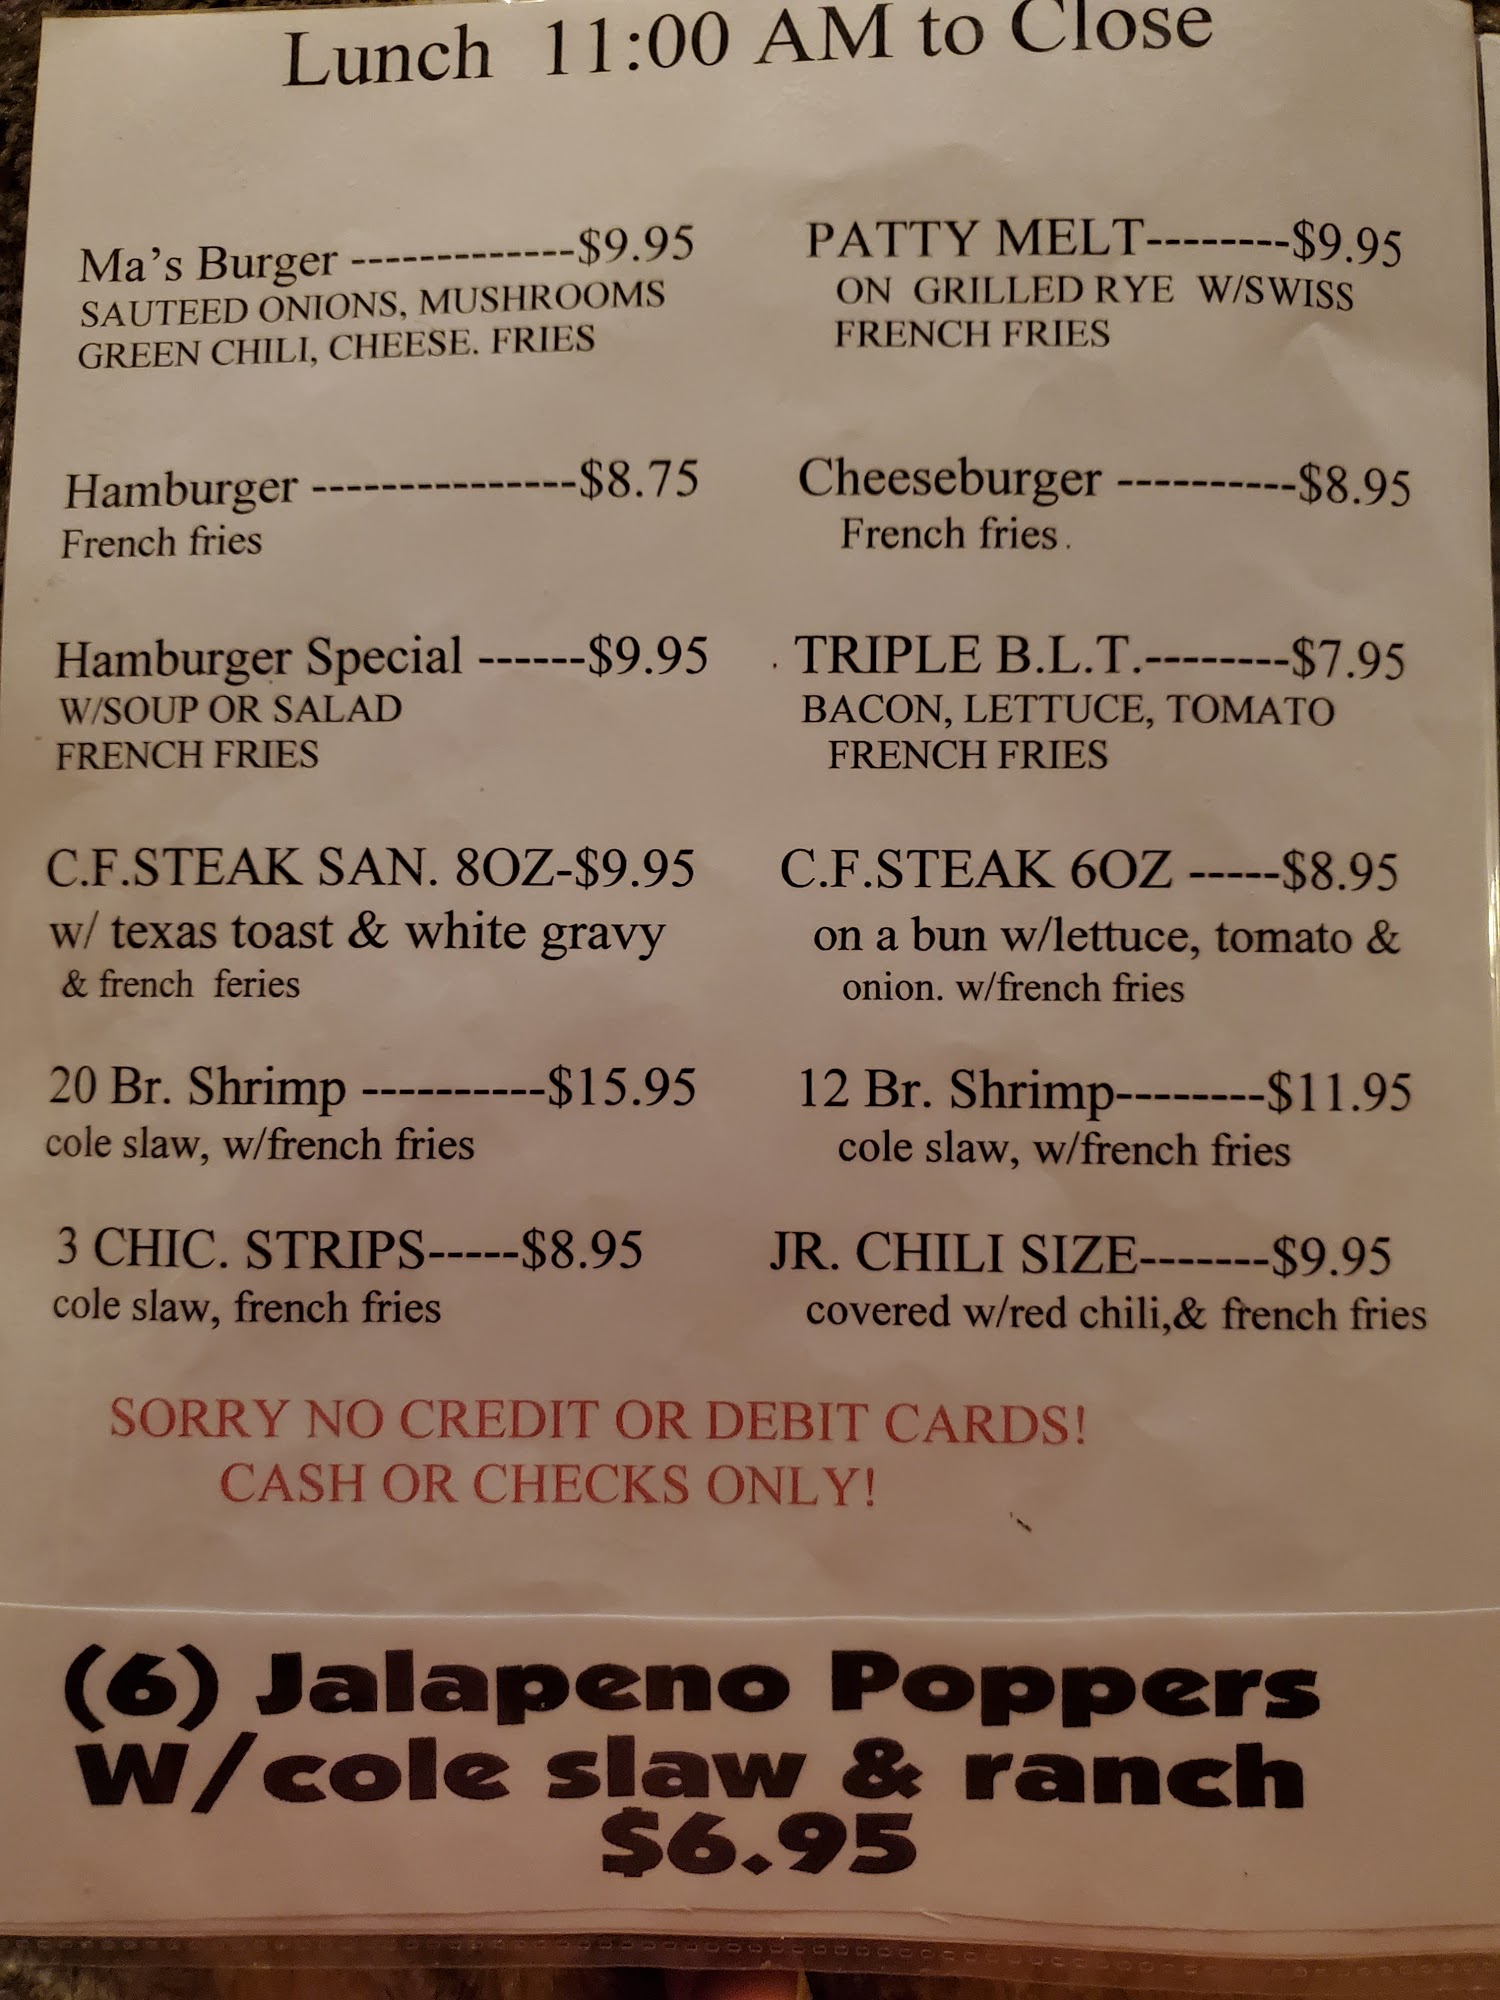 Lunch 11:00 AM to Close
Ma's Burger -------------$9.95
SAUTEED ONIONS, MUSHROOMS
GREEN CHILI, CHEESE. FRIES
PATTY MELT--------$9.95
ON GRILLED RYE W/SWISS
FRENCH FRIES
Hamburger ---------------$8.75
French fries
Cheeseburger ----------$8.95
French fries.
Hamburger Special ------$9.95
W/SOUP OR SALAD
FRENCH FRIES
. TRIPLE B.L.T.--------$7.95
BACON, LETTUCE, TOMATO
FRENCH FRIES
C.F.STEAK SAN. 8OZ-$9.95
w/ texas toast & white gravy
& french feries
C.F.STEAK 6OZ -----$8.95
on a bun w/lettuce, tomato &
onion. w/french fries
20 Br. Shrimp ----------$15.95
cole slaw, w/french fries
12 Br. Shrimp--------$11.95
cole slaw, w/french fries
3 CHIC. STRIPS-----$8.95
cole slaw, french fries
JR. CHILI SIZE-------$9.95
covered w/red chili,& french fries
SORRY NO CREDIT OR DEBIT CARDS!
CASH OR CHECKS ONLY!
(6) Jalapeno Poppers
W/cole slaw & ranch
$6.95